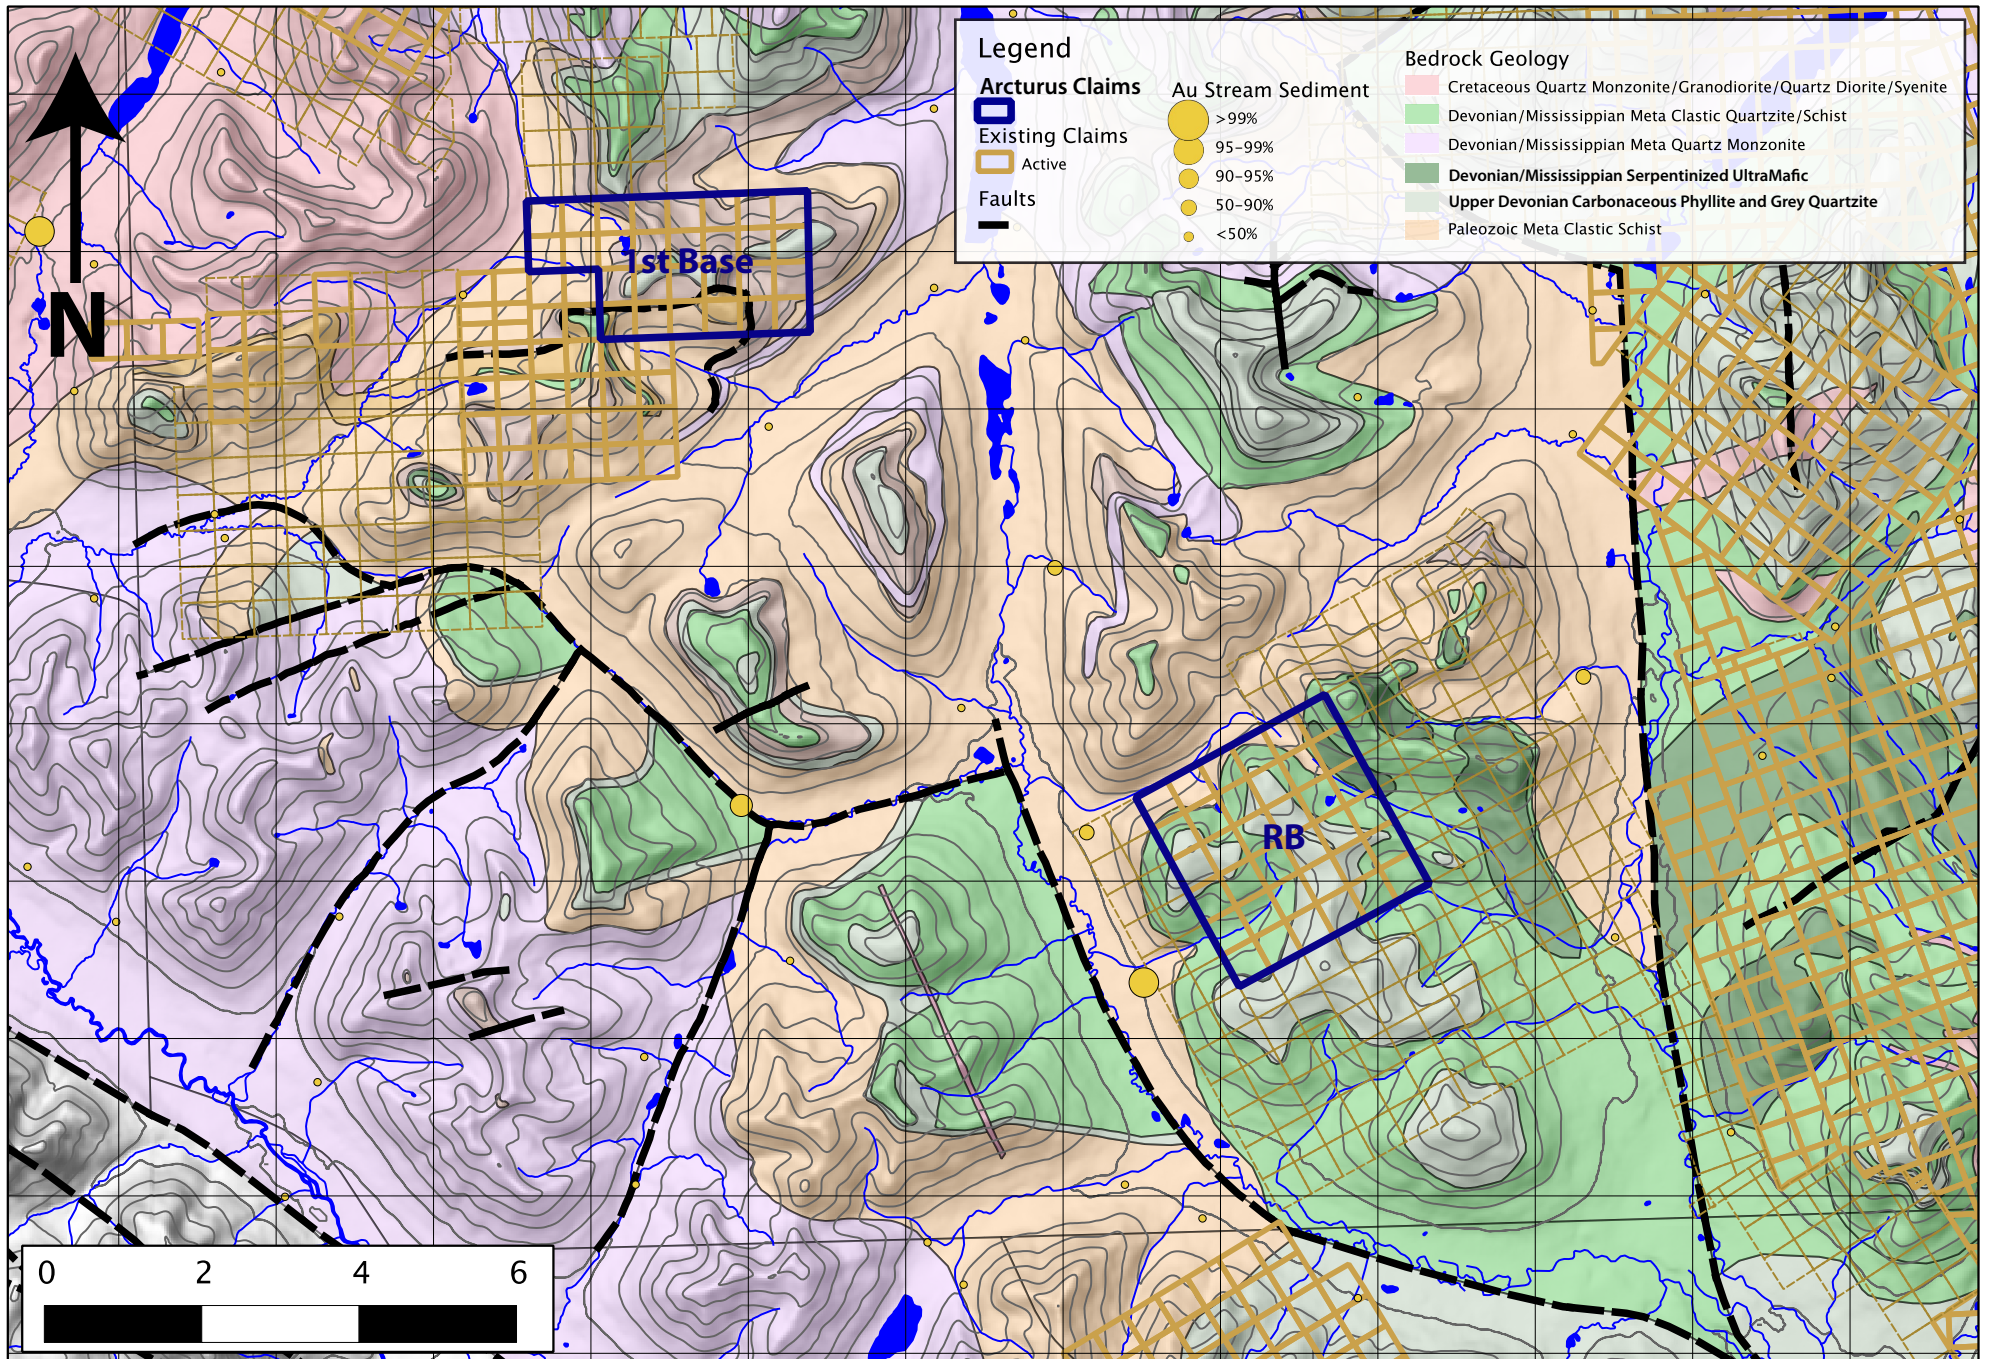 N
1st Base
RB
Legend
Arcturus Claims
Existing Claims
Active
Faults
Au Stream Sediment
>99%
95-99%
90-95%
50-90%
<50%
Bedrock Geology
Cretaceous Quartz Monzonite/Granodiorite/Quartz Diorite/Syenite
Devonian/Mississippian Meta Clastic Quartzite/Schist
Devonian/Mississippian Meta Quartz Monzonite
Devonian/Mississippian Serpentinized UltraMafic
Upper Devonian Carbonaceous Phyllite and Grey Quartzite
Paleozoic Meta Clastic Schist
0 2 4 6